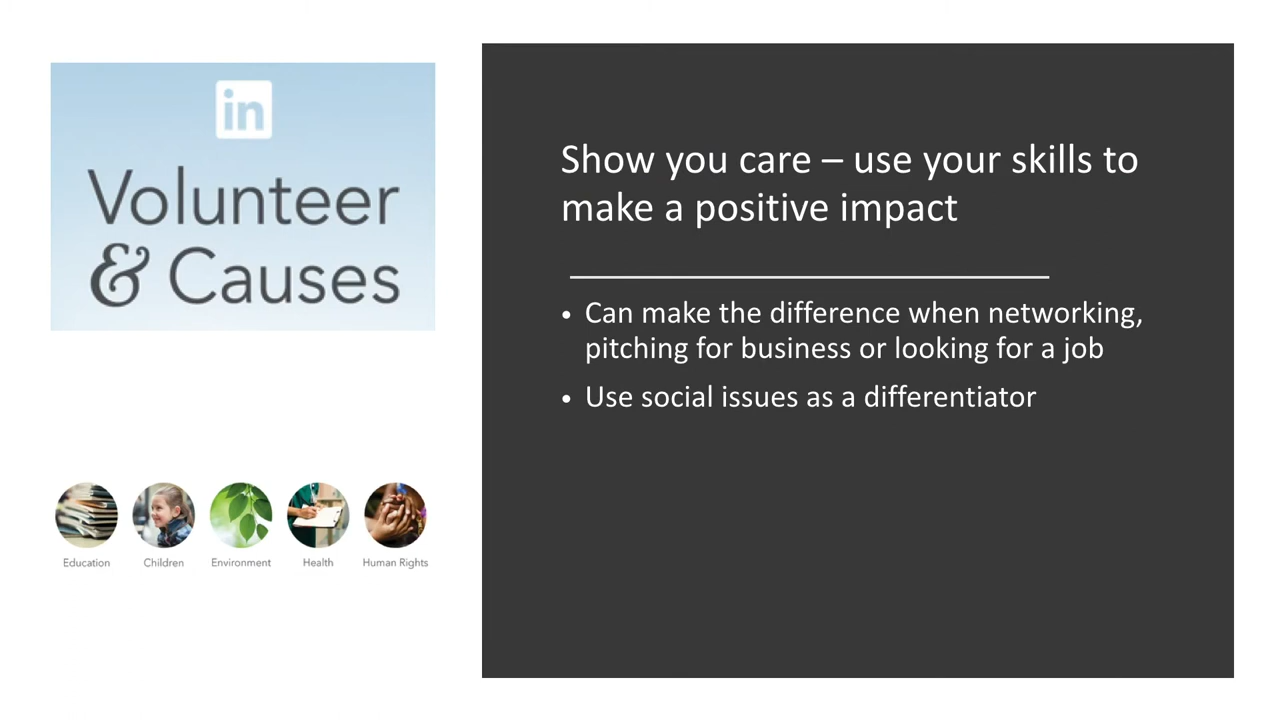 in
Volunteer
& Causes
Education
Children
Environment
Health
Human Rights
Show you care – use your skills to
make a positive impact
• Can make the difference when networking,
pitching for business or looking for a job
• Use social issues as a differentiator